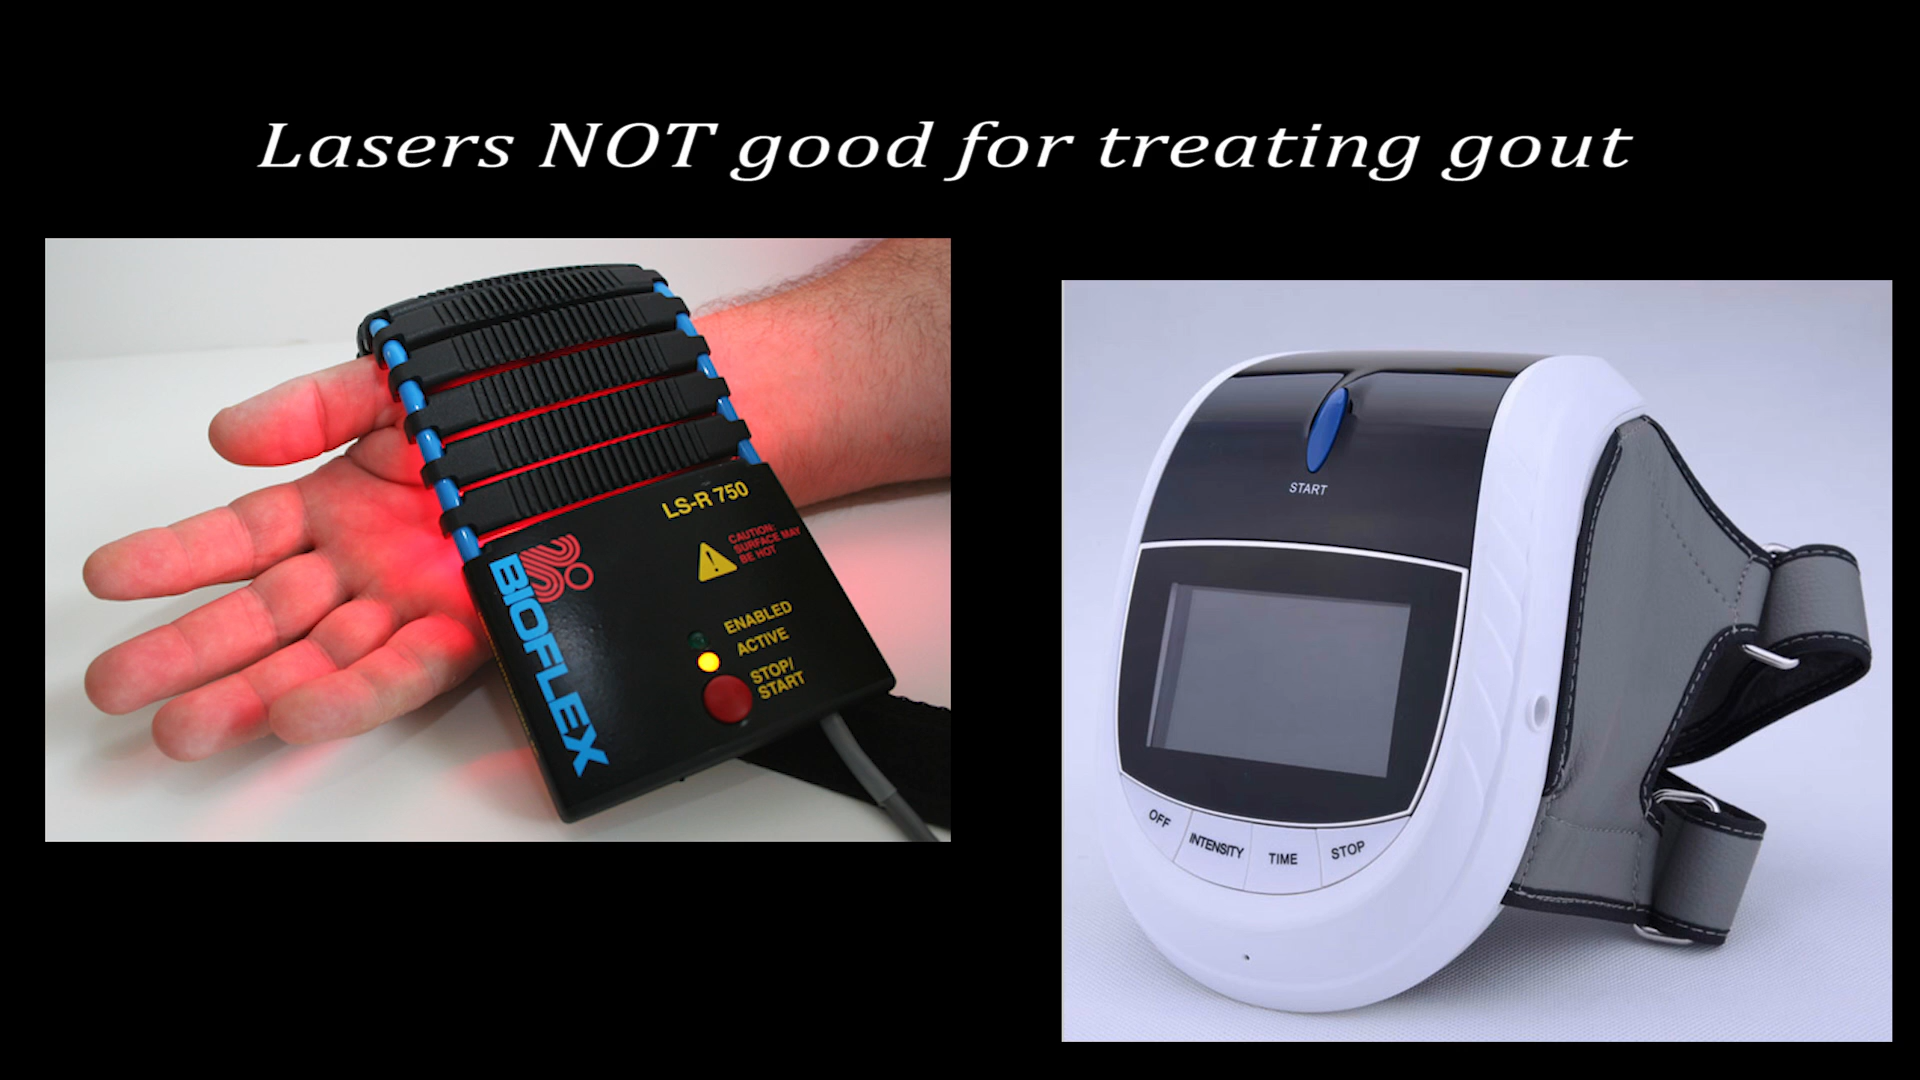 Lasers NOT good for treating gout
LS-R 750
CAUTION:
SURFACE MAY
BE HOT
BIOFLEX
ENABLED
ACTIVE
STOP/
START
START
OFF
INTENSITY
TIME
STOP